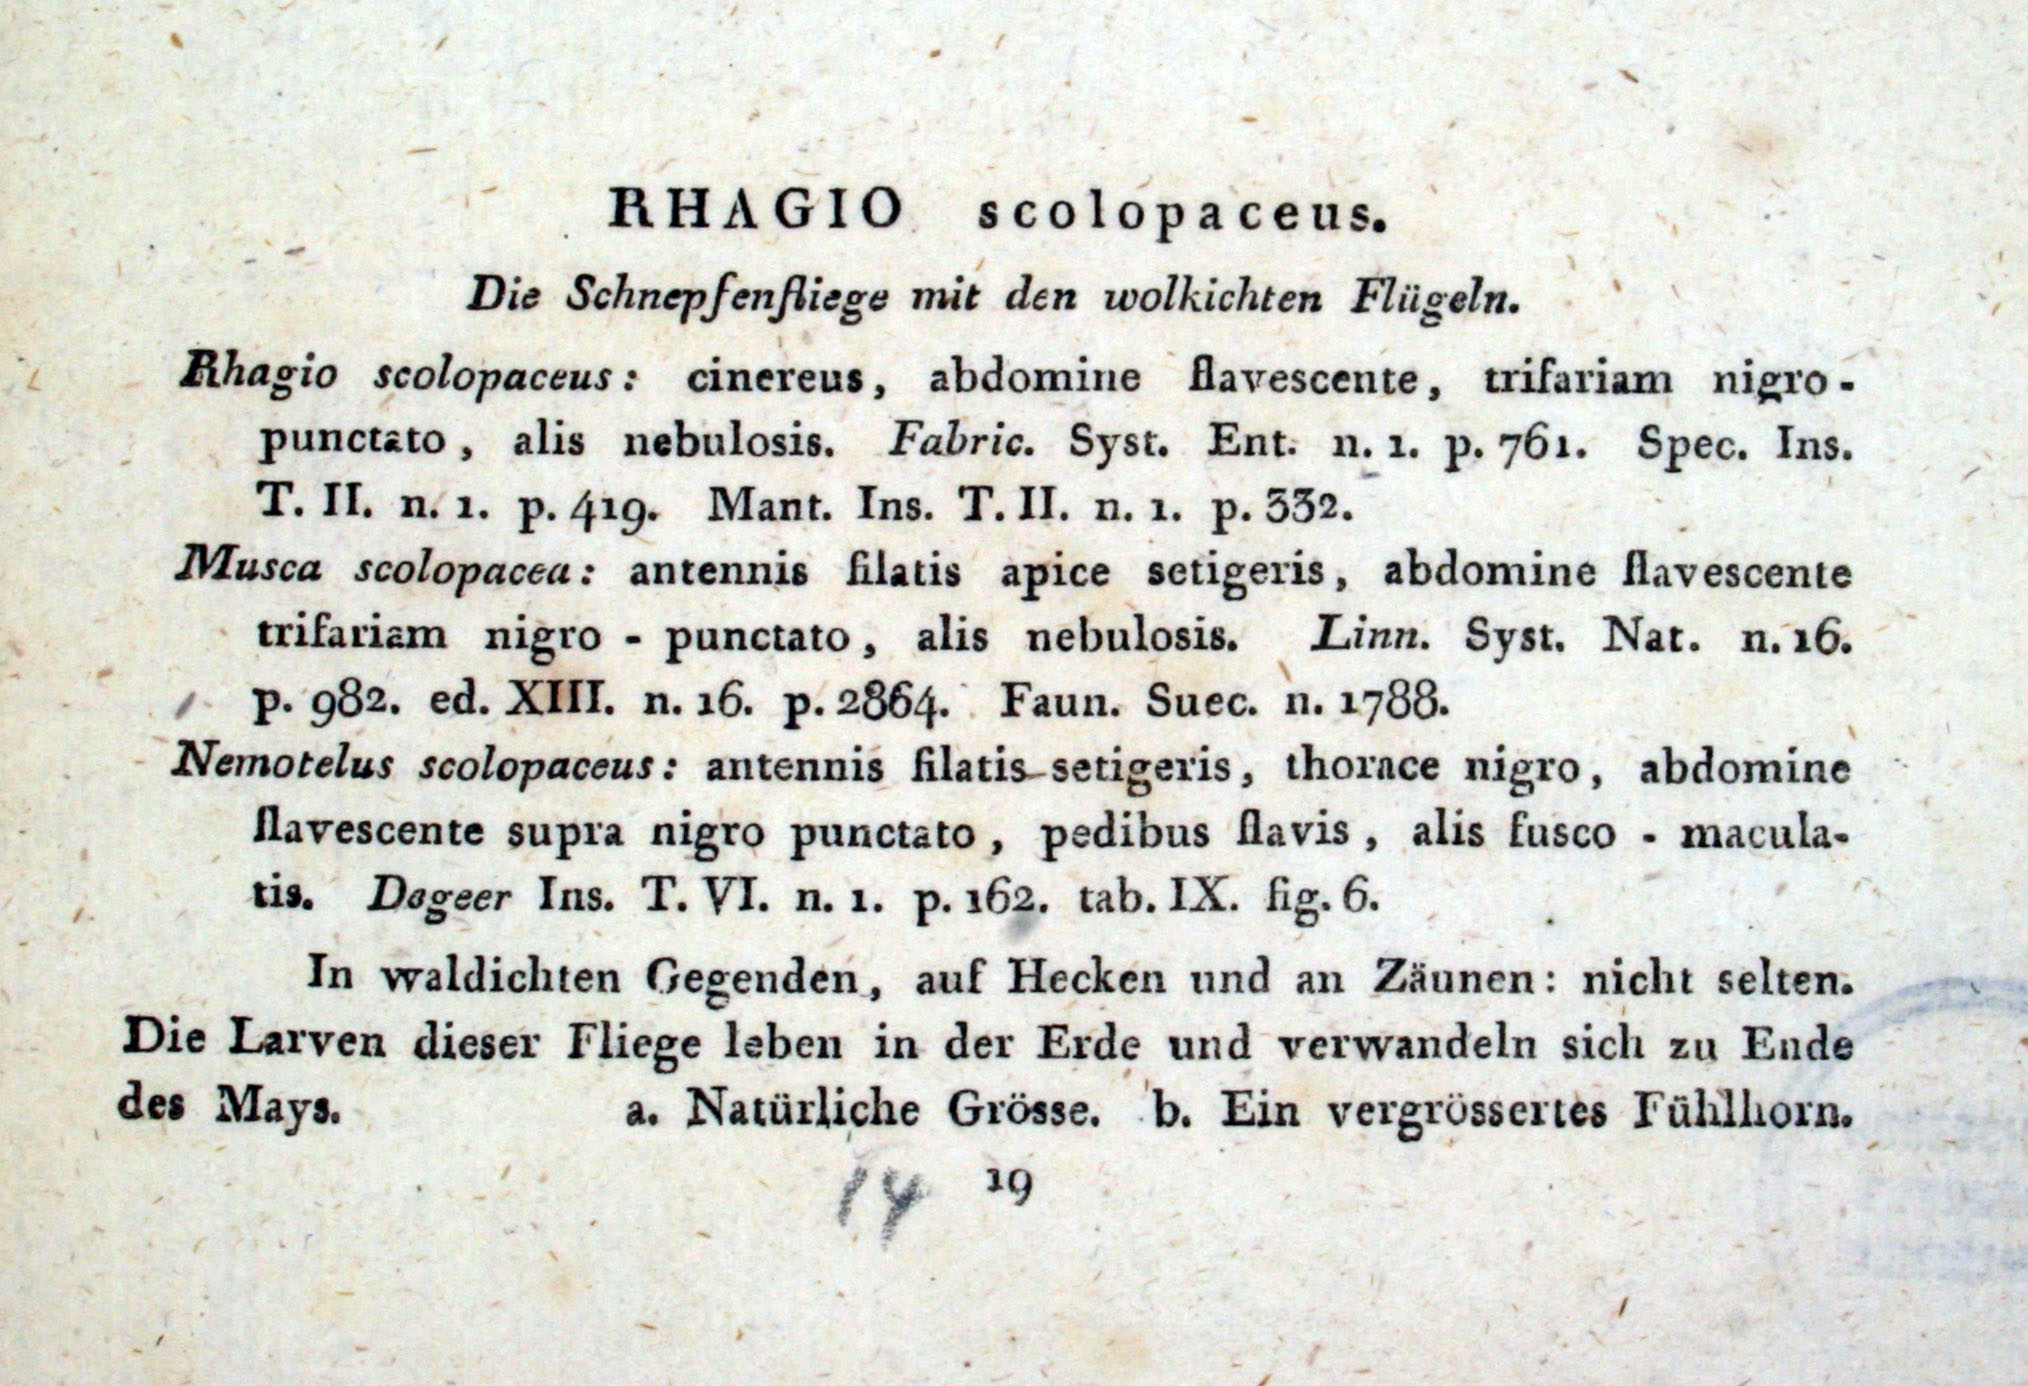 RHAGIO scolopaceus.
Die Schnepfenfliege mit den wolkichten Flügeln.
Rhagio scolopaceus: cinereus, abdomine flavescente, trifariam nigro-
punctato, alis nebulosis. Fabric. Syst. Ent. n. 1. p. 761. Spec. Ins.
T. II. n. 1. p. 419. Mant. Ins. T. II. n. 1. p. 332.
Musca scolopacea: antennis filatis apice setigeris, abdomine flavescente
trifariam nigro-punctato, alis nebulosis. Linn. Syst. Nat. n. 16.
p. 982. ed. XIII. n. 16. p. 2864. Faun. Suec. n. 1788.
Nemotelus scolopaceus: antennis filatis setigeris, thorace nigro, abdomine
flavescente supra nigro punctato, pedibus flavis, alis fusco-macula-
tis. Degeer Ins. T. VI. n. 1. p. 162. tab. IX. fig. 6.
In waldichten Gegenden, auf Hecken und an Zäunen: nicht selten.
Die Larven dieser Fliege leben in der Erde und verwandeln sich zu Ende
des Mays. a. Natürliche Grösse. b. Ein vergrössertes Fühlhorn.
14 19